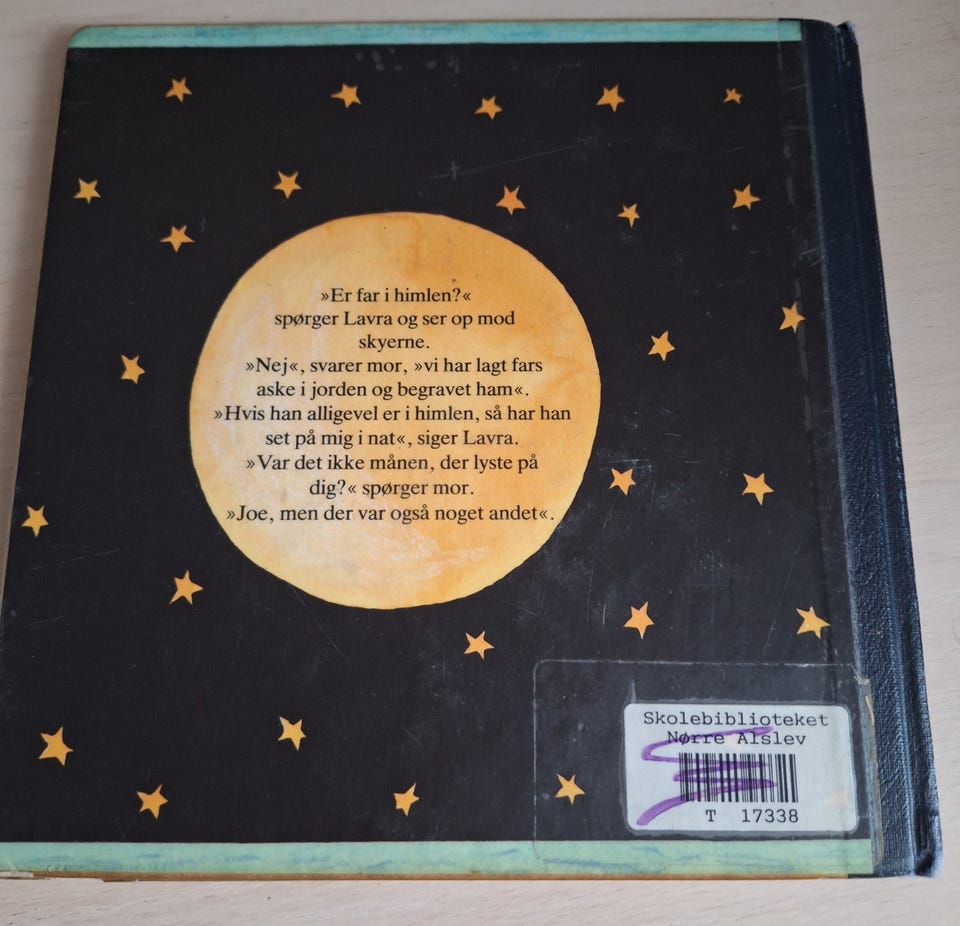 »Er far i himlen?«
spørger Lavra og ser op mod
skyerne.
»Nej«, svarer mor, »vi har lagt fars
aske i jorden og begravet ham«.
»Hvis han alligevel er i himlen, så har han
set på mig i nat«, siger Lavra.
»Var det ikke månen, der lyste på
dig?« spørger mor.
»Joe, men der var også noget andet«.
Skolebiblioteket
Nørre Alslev
T 17338